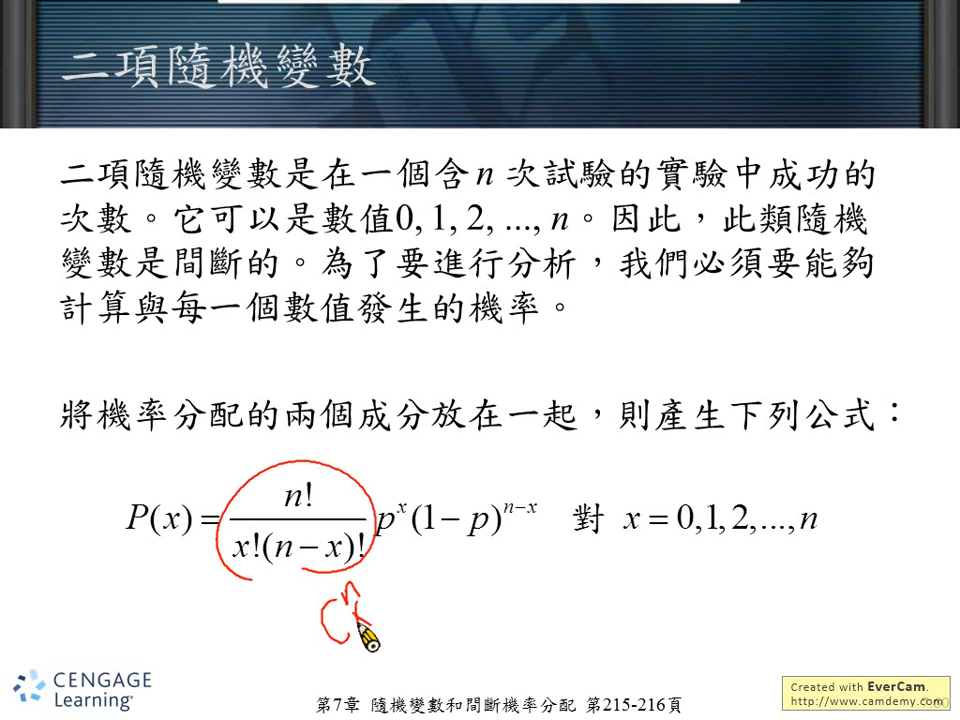 二項隨機變數
二項隨機變數是在一個含 n 次試驗的實驗中成功的
次數。它可以是數值0, 1, 2, ..., n。因此，此類隨機
變數是間斷的。為了要進行分析，我們必須要能夠
計算與每一個數值發生的機率。
將機率分配的兩個成分放在一起，則產生下列公式：
P(x) = n! / x!(n − x)! p^x (1 − p)^(n−x) 對 x = 0,1,2,...,n
C^n_x
CENGAGE
Learning
第7章 隨機變數和間斷機率分配 第215-216頁
Created with EverCam.
http://www.camdemy.com